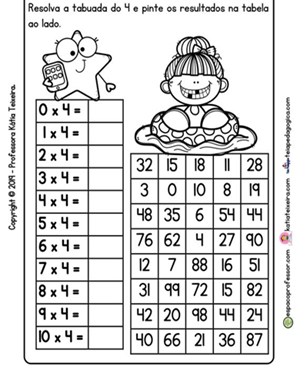 Resolva a tabuada do 4 e pinte os resultados na tabela
ao lado.
0 x 4 =
1 x 4 =
2 x 4 =
3 x 4 =
4 x 4 =
5 x 4 =
6 x 4 =
7 x 4 =
8 x 4 =
9 x 4 =
10 x 4 =
32 15 18 11 28
3 0 10 8 19
48 35 6 54 44
76 62 4 27 90
12 7 88 16 51
31 99 72 15 82
42 20 98 44 24
40 66 21 36 87
Copyright © 2019 - Professora Kátia Teixeira.
espacoprofessor.com
katiateixeira.com